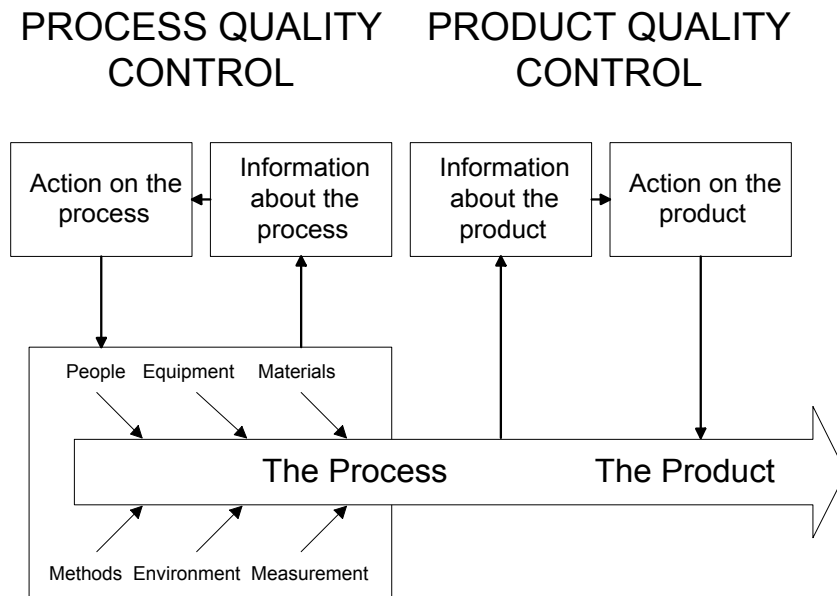 PROCESS QUALITY
CONTROL
PRODUCT QUALITY
CONTROL
Action on the
process
Information
about the
process
Information
about the
product
Action on the
product
People Equipment Materials
The Process The Product
Methods Environment Measurement